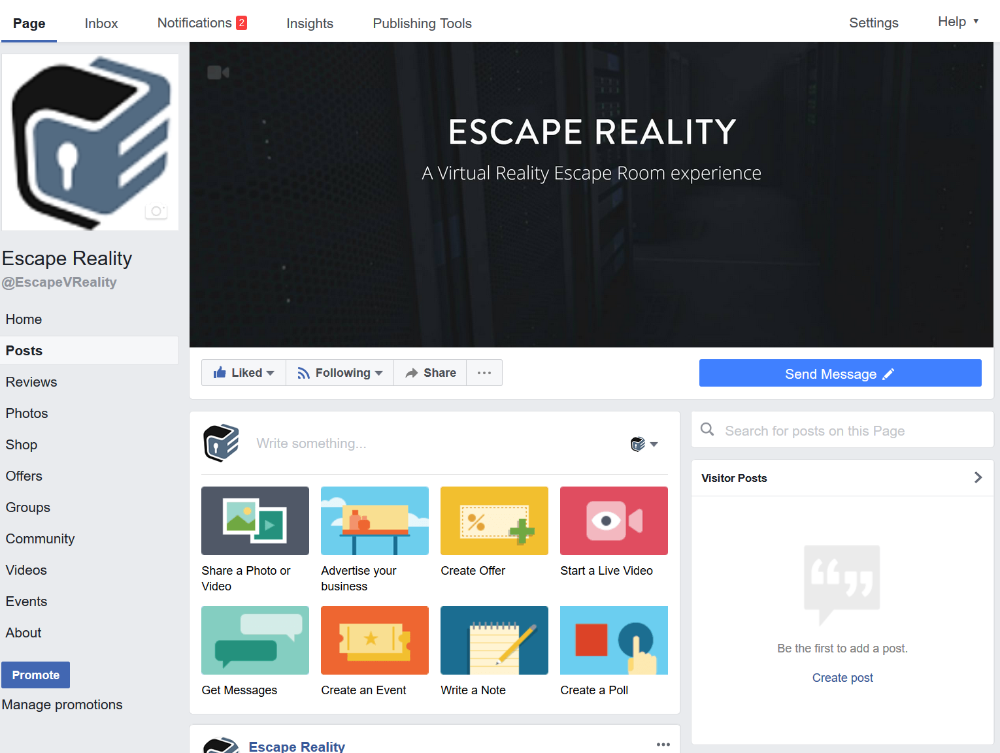 Page
Inbox
Notifications 2
Insights
Publishing Tools
Settings
Help
ESCAPE REALITY
A Virtual Reality Escape Room experience
Escape Reality
@EscapeVReality
Home
Posts
Reviews
Photos
Shop
Offers
Groups
Community
Videos
Events
About
Promote
Manage promotions
Liked
Following
Share
Send Message
Write something...
Share a Photo or
Video
Advertise your
business
Create Offer
Start a Live Video
Get Messages
Create an Event
Write a Note
Create a Poll
Escape Reality
Search for posts on this Page
Visitor Posts
Be the first to add a post.
Create post